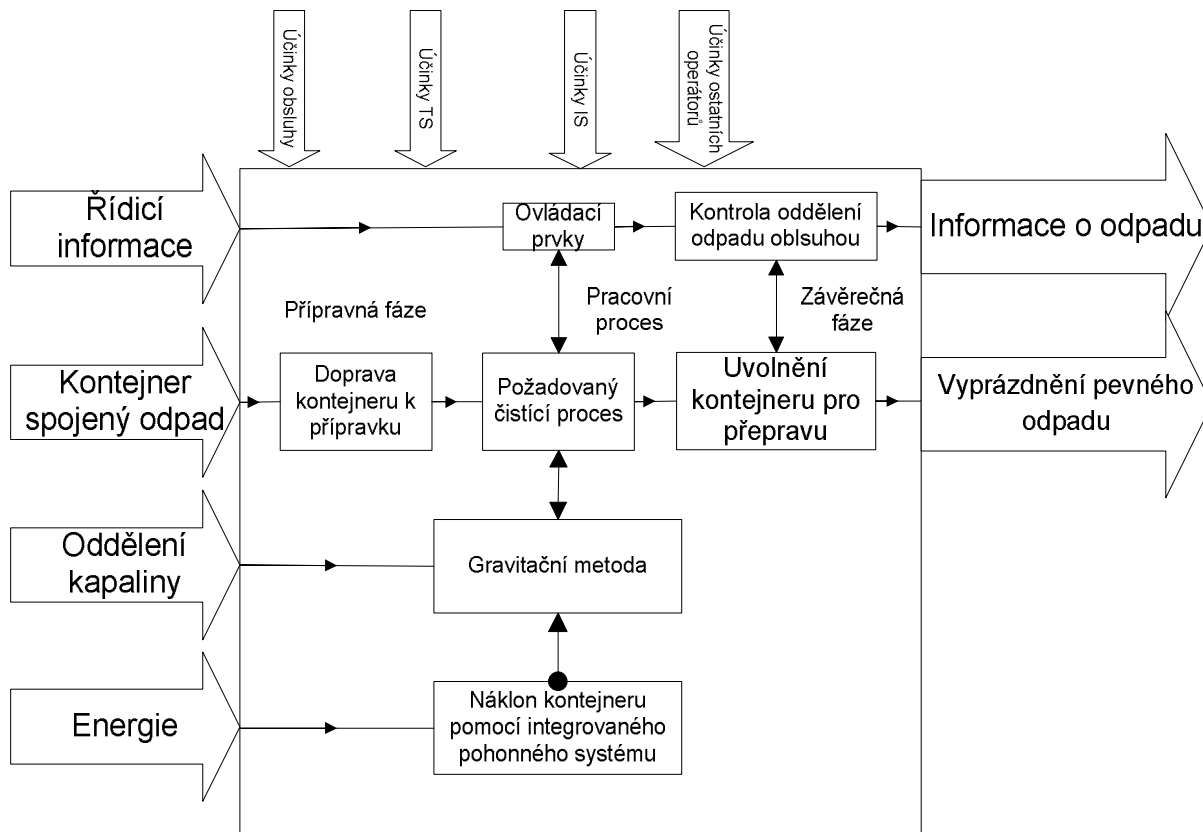 Účinky obsluhy
Účinky TS
Účinky IS
Účinky ostatních
operátorů
Řídicí
informace
Ovládací
prvky
Kontrola oddělení
odpadu oblsuhou
Informace o odpadu
Přípravná fáze
Pracovní
proces
Závěrečná
fáze
Kontejner
spojený odpad
Doprava
kontejneru k
přípravku
Požadovaný
čistící proces
Uvolnění
kontejneru pro
přepravu
Vyprázdnění pevného
odpadu
Oddělení
kapaliny
Gravitační metoda
Energie
Náklon kontejneru
pomocí integrovaného
pohonného systému